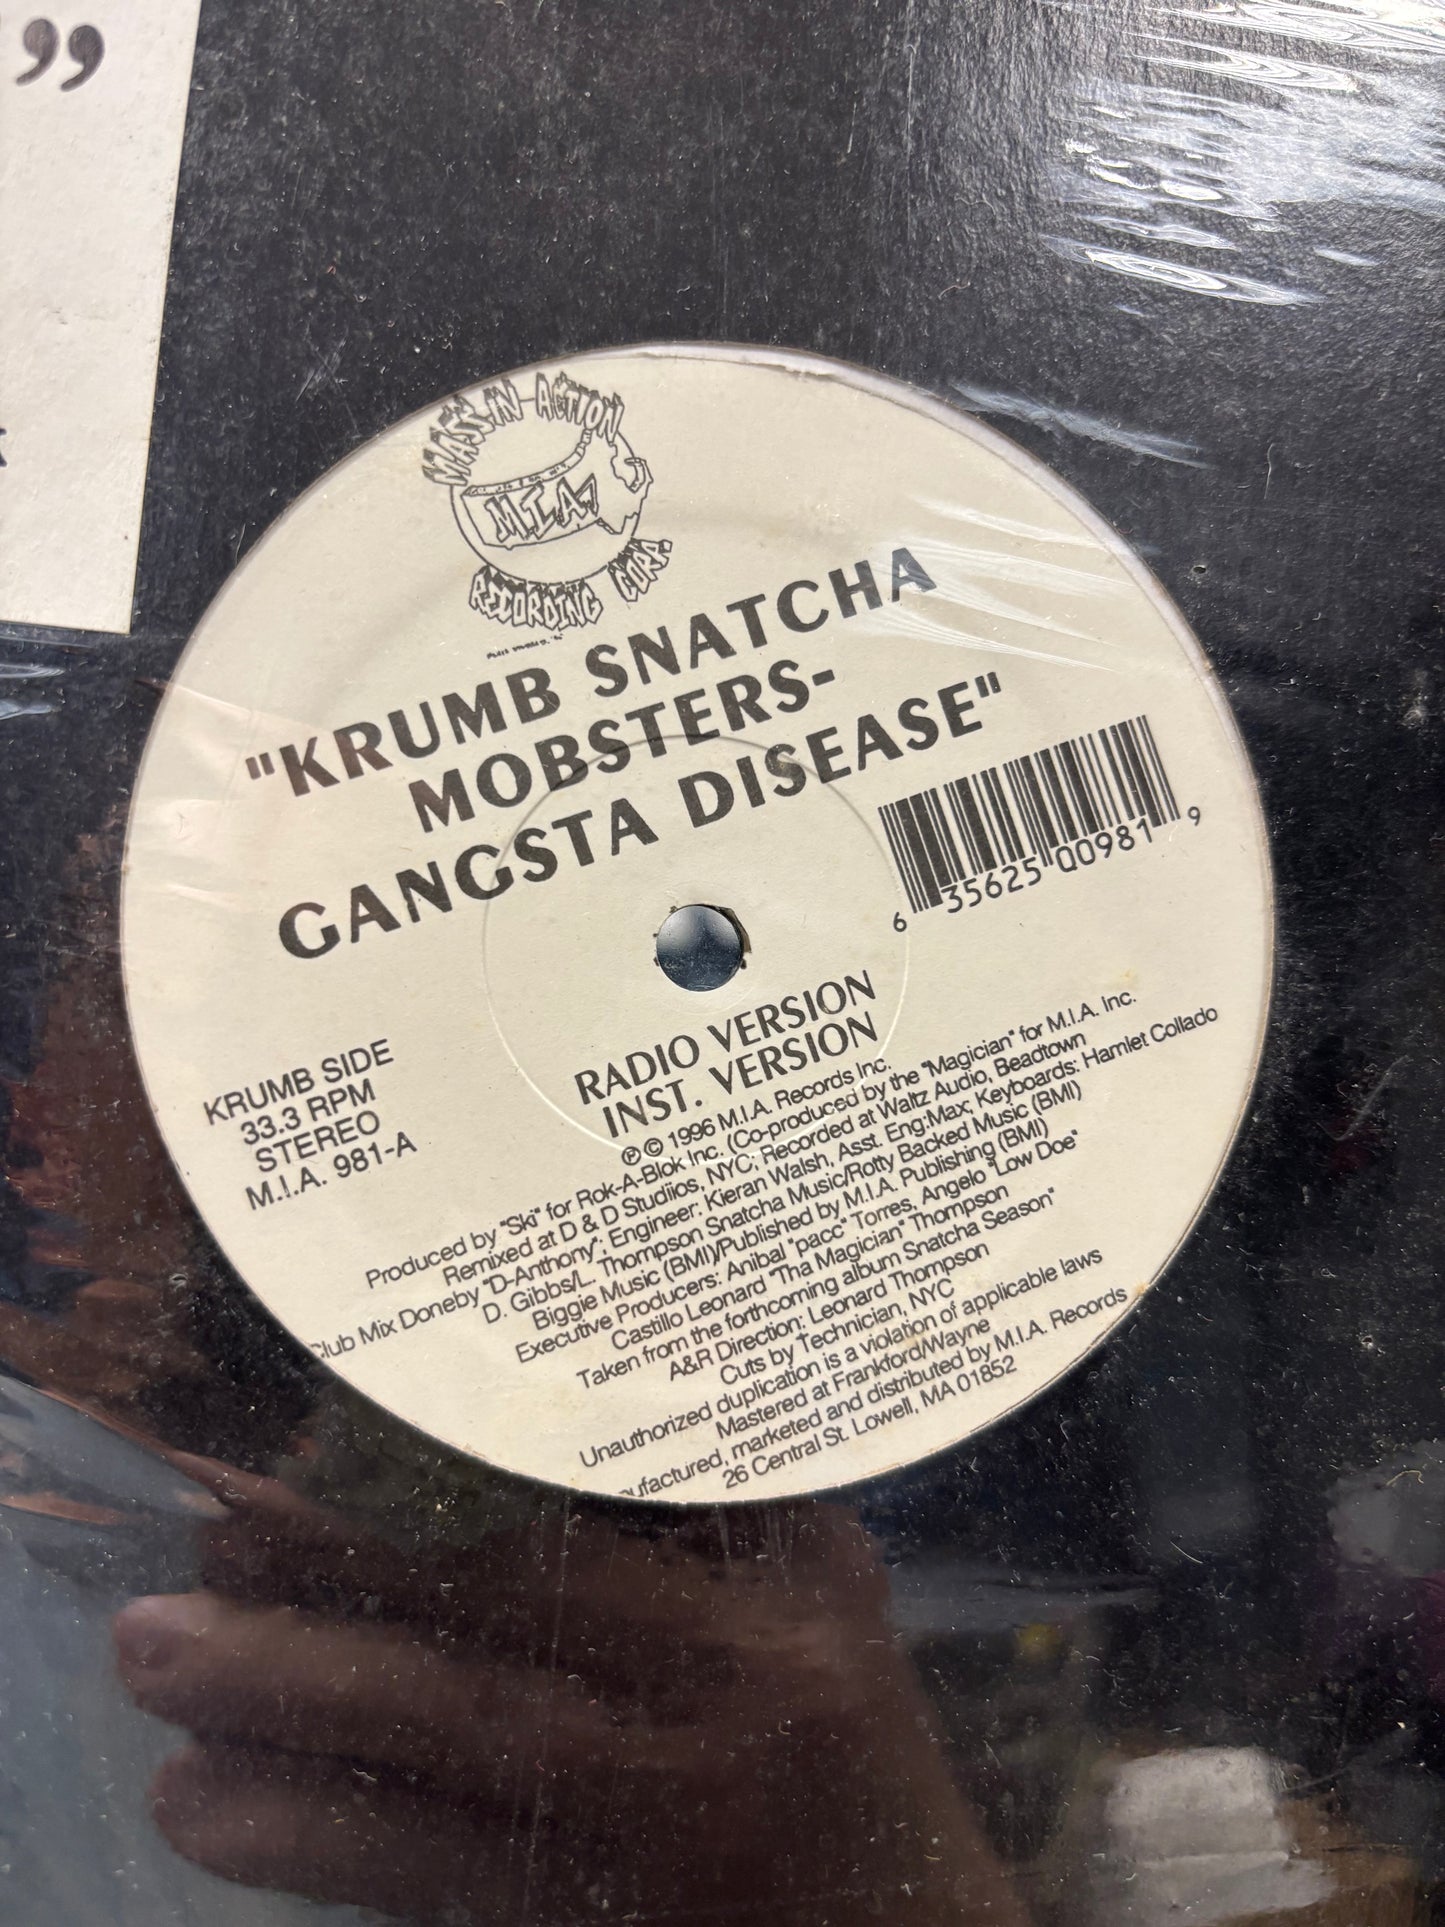 ”
MASS IN ACTION
M.I.A.
RECORDING CORP.
"KRUMB SNATCHA
MOBSTERS-
GANGSTA DISEASE"
6 35625 00981 9
RADIO VERSION
INST. VERSION
KRUMB SIDE
33.3 RPM
STEREO
M.I.A. 981-A
℗ © 1996 M.I.A. Records Inc.
Produced by "Ski" for Rok-A-Blok Inc. (Co-produced by the "Magician" for M.I.A. Inc.
Remixed at D & D Studiios, NYC; Recorded at Waltz Audio, Beadtown
Club Mix Doneby "D-Anthony"; Engineer: Kieran Walsh, Asst. Eng:Max; Keyboards: Hamlet Collado
D. Gibbs/L. Thompson Snatcha Music/Rotty Backed Music (BMI)
Biggie Music (BMI)/Published by M.I.A. Publishing (BMI)
Executive Producers: Anibal "pacc" Torres, Angelo "Low Doe"
Castillo Leonard "Tha Magician" Thompson
Taken from the forthcoming album Snatcha Season"
A&R Direction: Leonard Thompson
Cuts by Technician, NYC
Unauthorized duplication is a violation of applicable laws
Mastered at Frankford/Wayne
ufactured, marketed and distributed by M.I.A. Records
26 Central St. Lowell, MA 01852